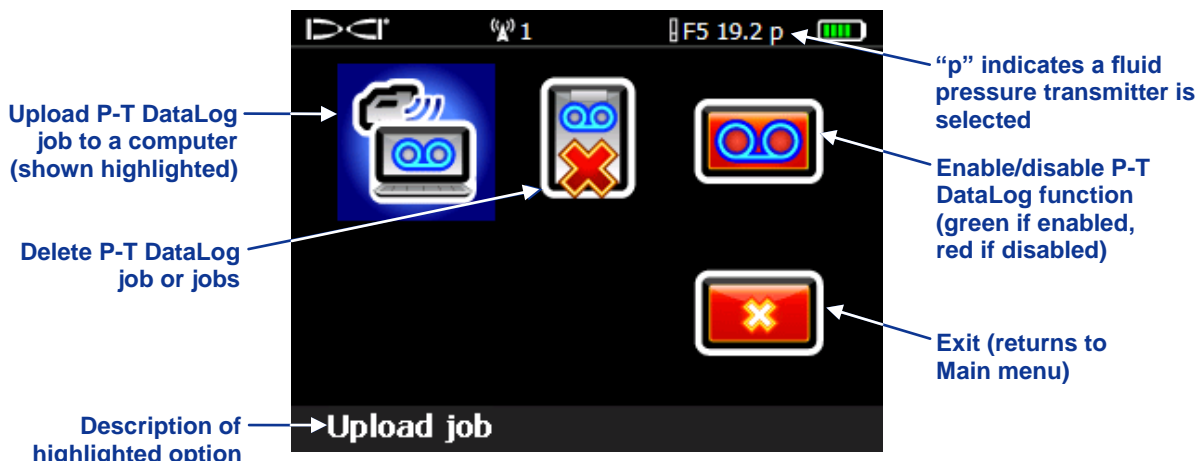 DCI
1
F5 19.2 p
Upload P-T DataLog
job to a computer
(shown highlighted)
Delete P-T DataLog
job or jobs
Description of
highlighted option
"p" indicates a fluid
pressure transmitter is
selected
Enable/disable P-T
DataLog function
(green if enabled,
red if disabled)
Exit (returns to
Main menu)
Upload job